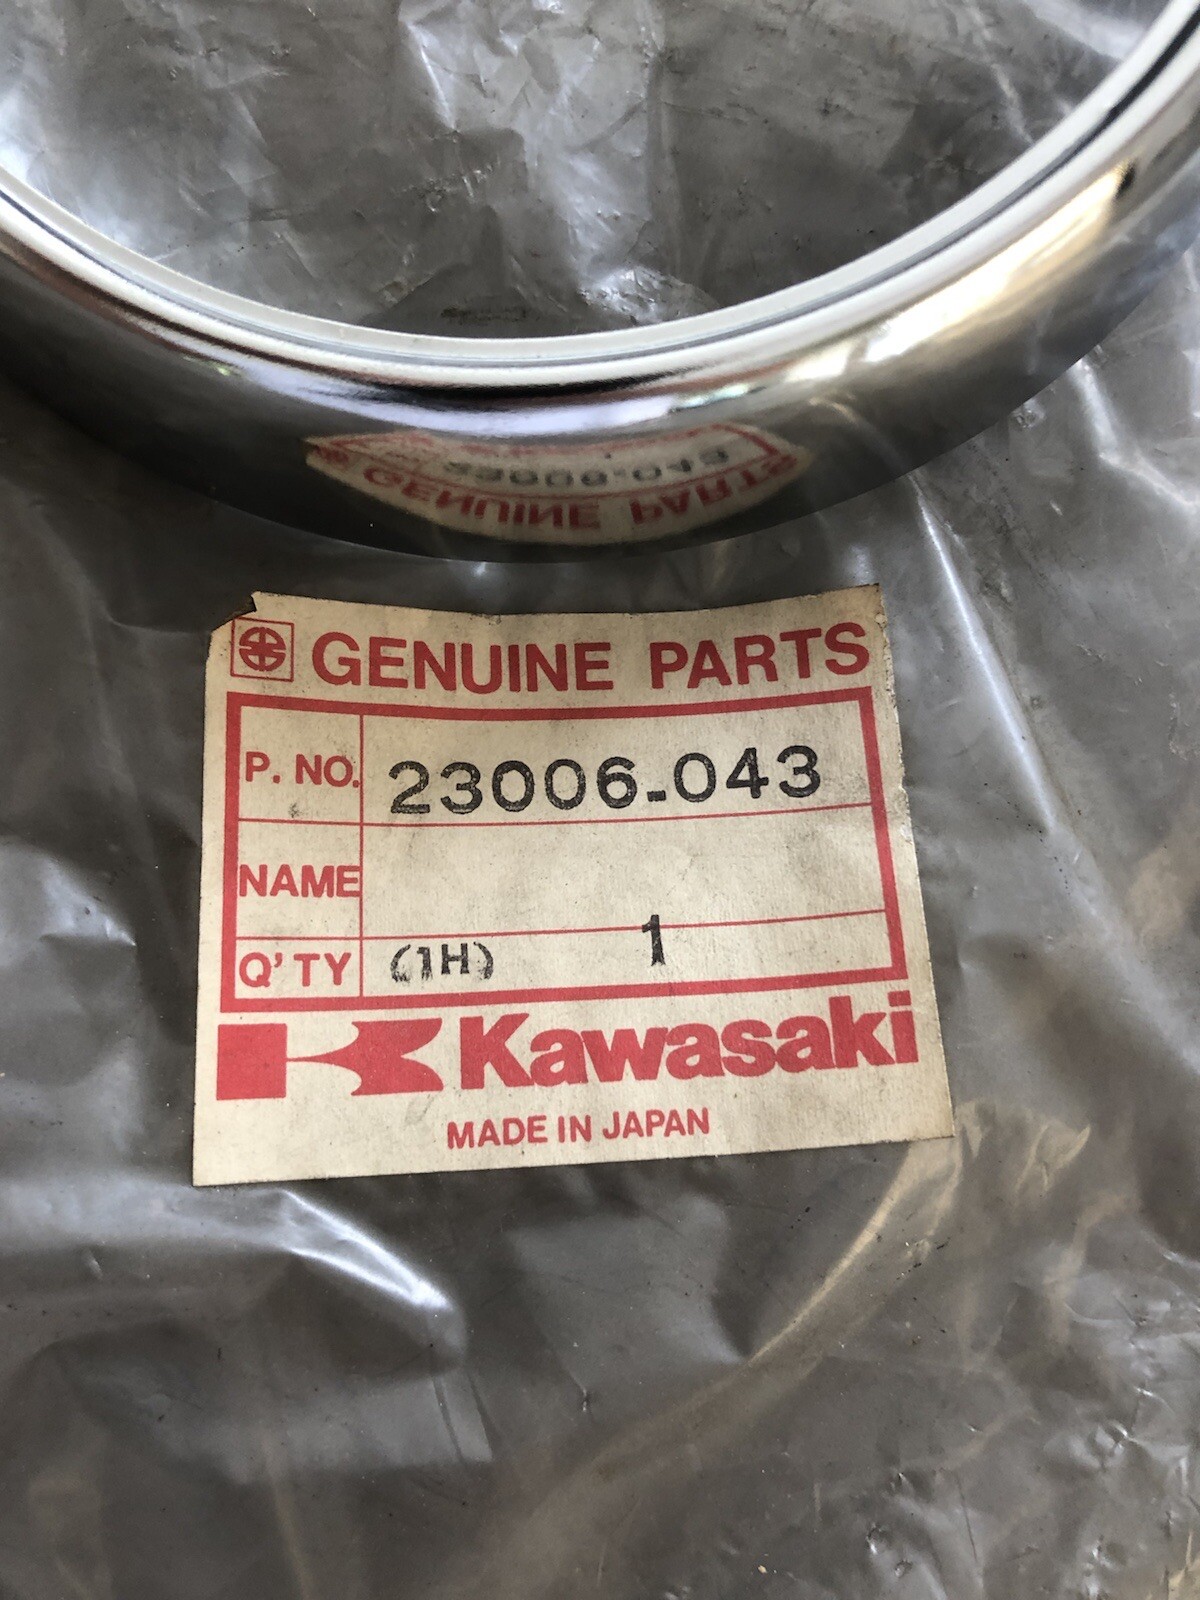 GENUINE PARTS
P. NO. 23006-043
NAME
Q'TY (1H) 1
Kawasaki
MADE IN JAPAN